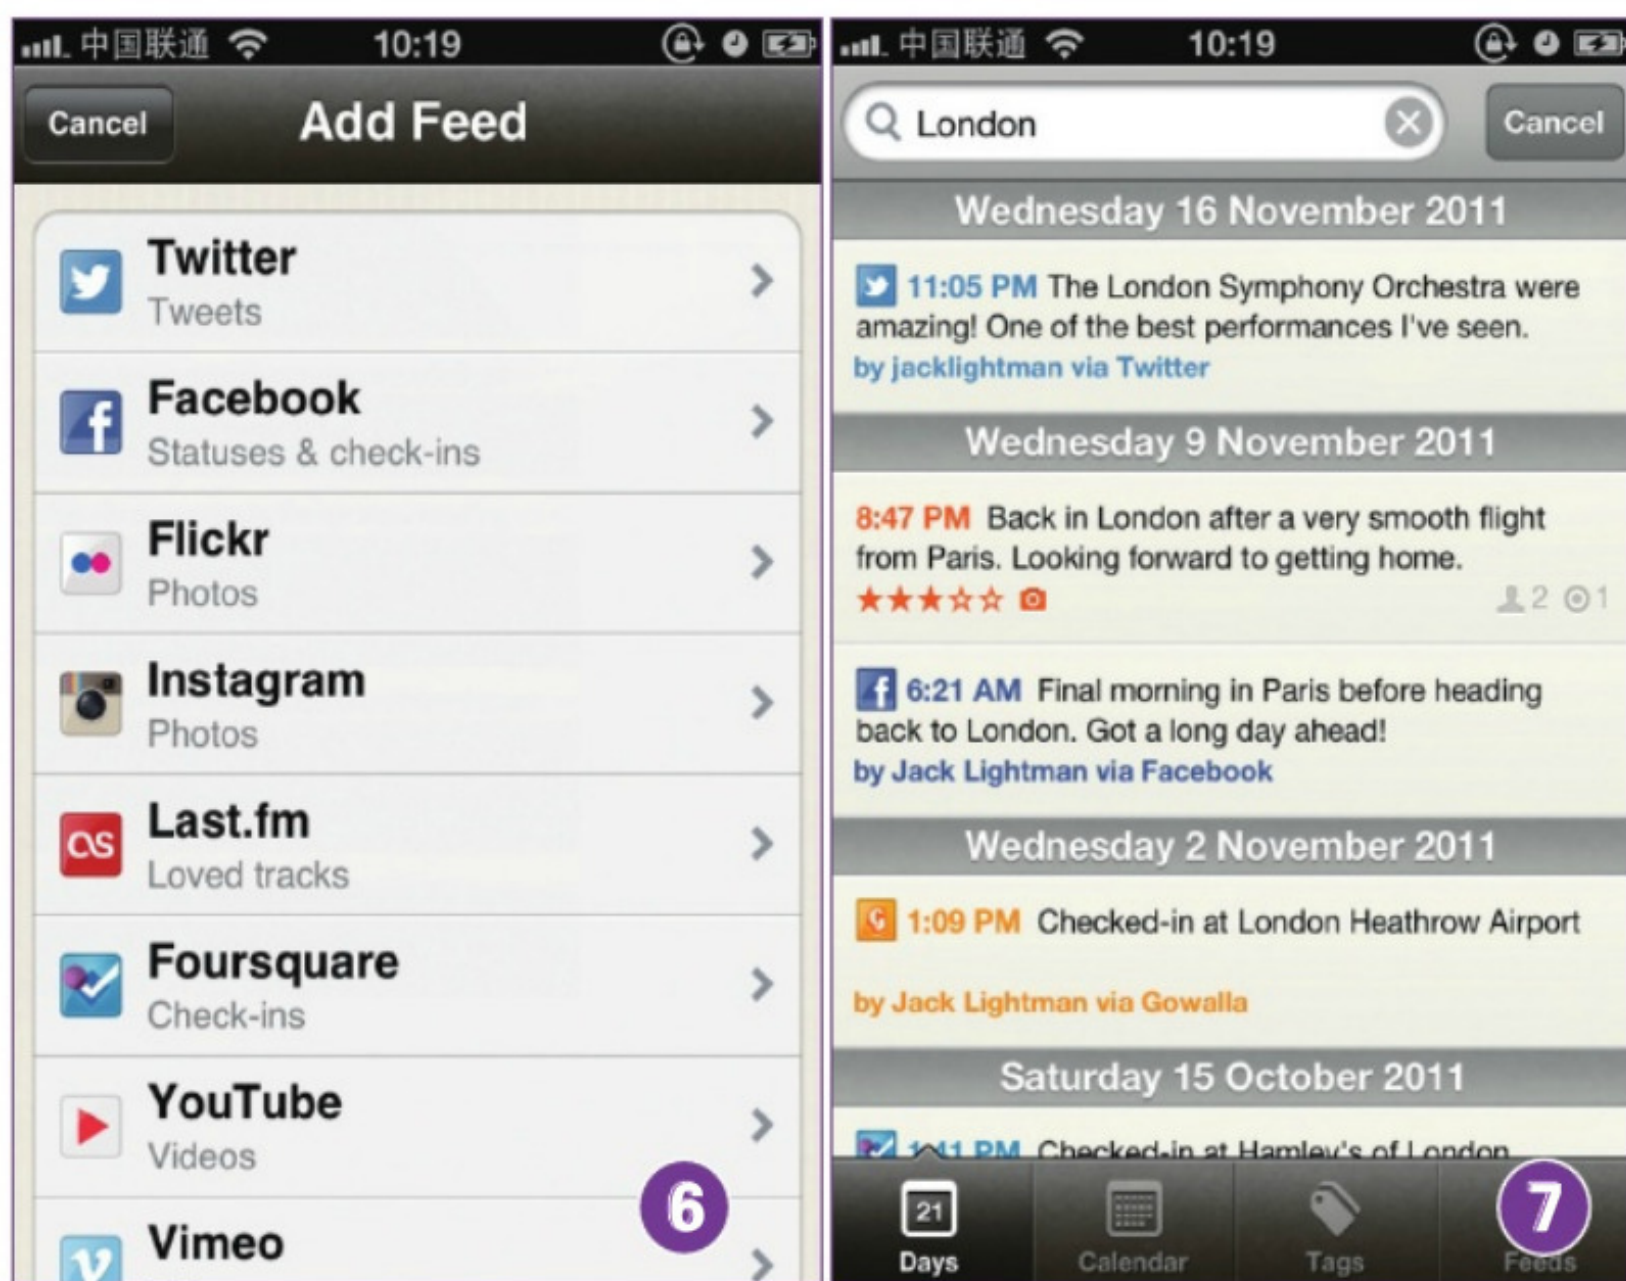 中国联通 10:19
Cancel
Add Feed
Twitter
Tweets
Facebook
Statuses & check-ins
Flickr
Photos
Instagram
Photos
Last.fm
Loved tracks
Foursquare
Check-ins
YouTube
Videos
Vimeo
6
中国联通 10:19
London
Cancel
Wednesday 16 November 2011
11:05 PM The London Symphony Orchestra were
amazing! One of the best performances I've seen.
by jacklightman via Twitter
Wednesday 9 November 2011
8:47 PM Back in London after a very smooth flight
from Paris. Looking forward to getting home.
2 1
6:21 AM Final morning in Paris before heading
back to London. Got a long day ahead!
by Jack Lightman via Facebook
Wednesday 2 November 2011
1:09 PM Checked-in at London Heathrow Airport
by Jack Lightman via Gowalla
Saturday 15 October 2011
PM Checked-in at Hamley's of London
21
Days
Calendar
Tags
Feeds
7